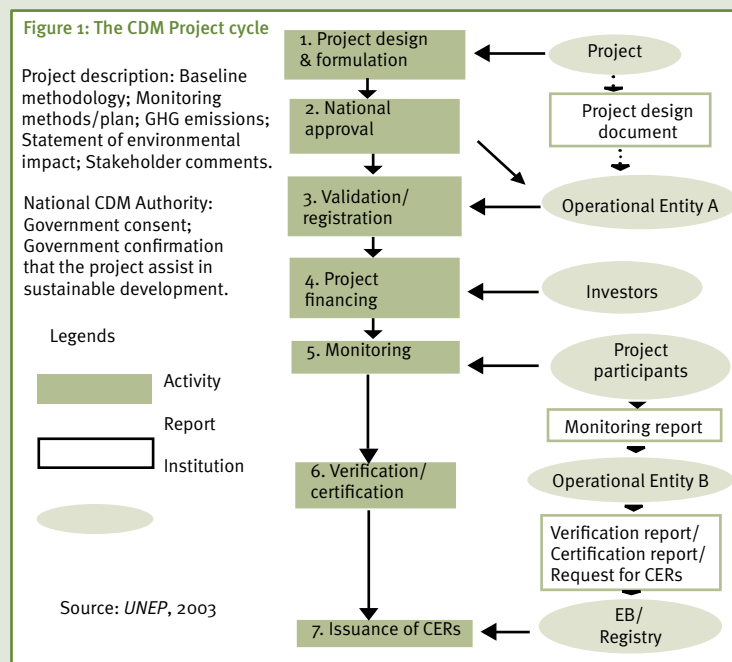 Figure 1: The CDM Project cycle
Project description: Baseline
methodology; Monitoring
methods/plan; GHG emissions;
Statement of environmental
impact; Stakeholder comments.
National CDM Authority:
Government consent;
Government confirmation
that the project assist in
sustainable development.
Legends
Activity
Report
Institution
Source: UNEP, 2003
1. Project design
& formulation
2. National
approval
3. Validation/
registration
4. Project
financing
5. Monitoring
6. Verification/
certification
7. Issuance of CERs
Project
Project design
document
Operational Entity A
Investors
Project
participants
Monitoring report
Operational Entity B
Verification report/
Certification report/
Request for CERs
EB/
Registry